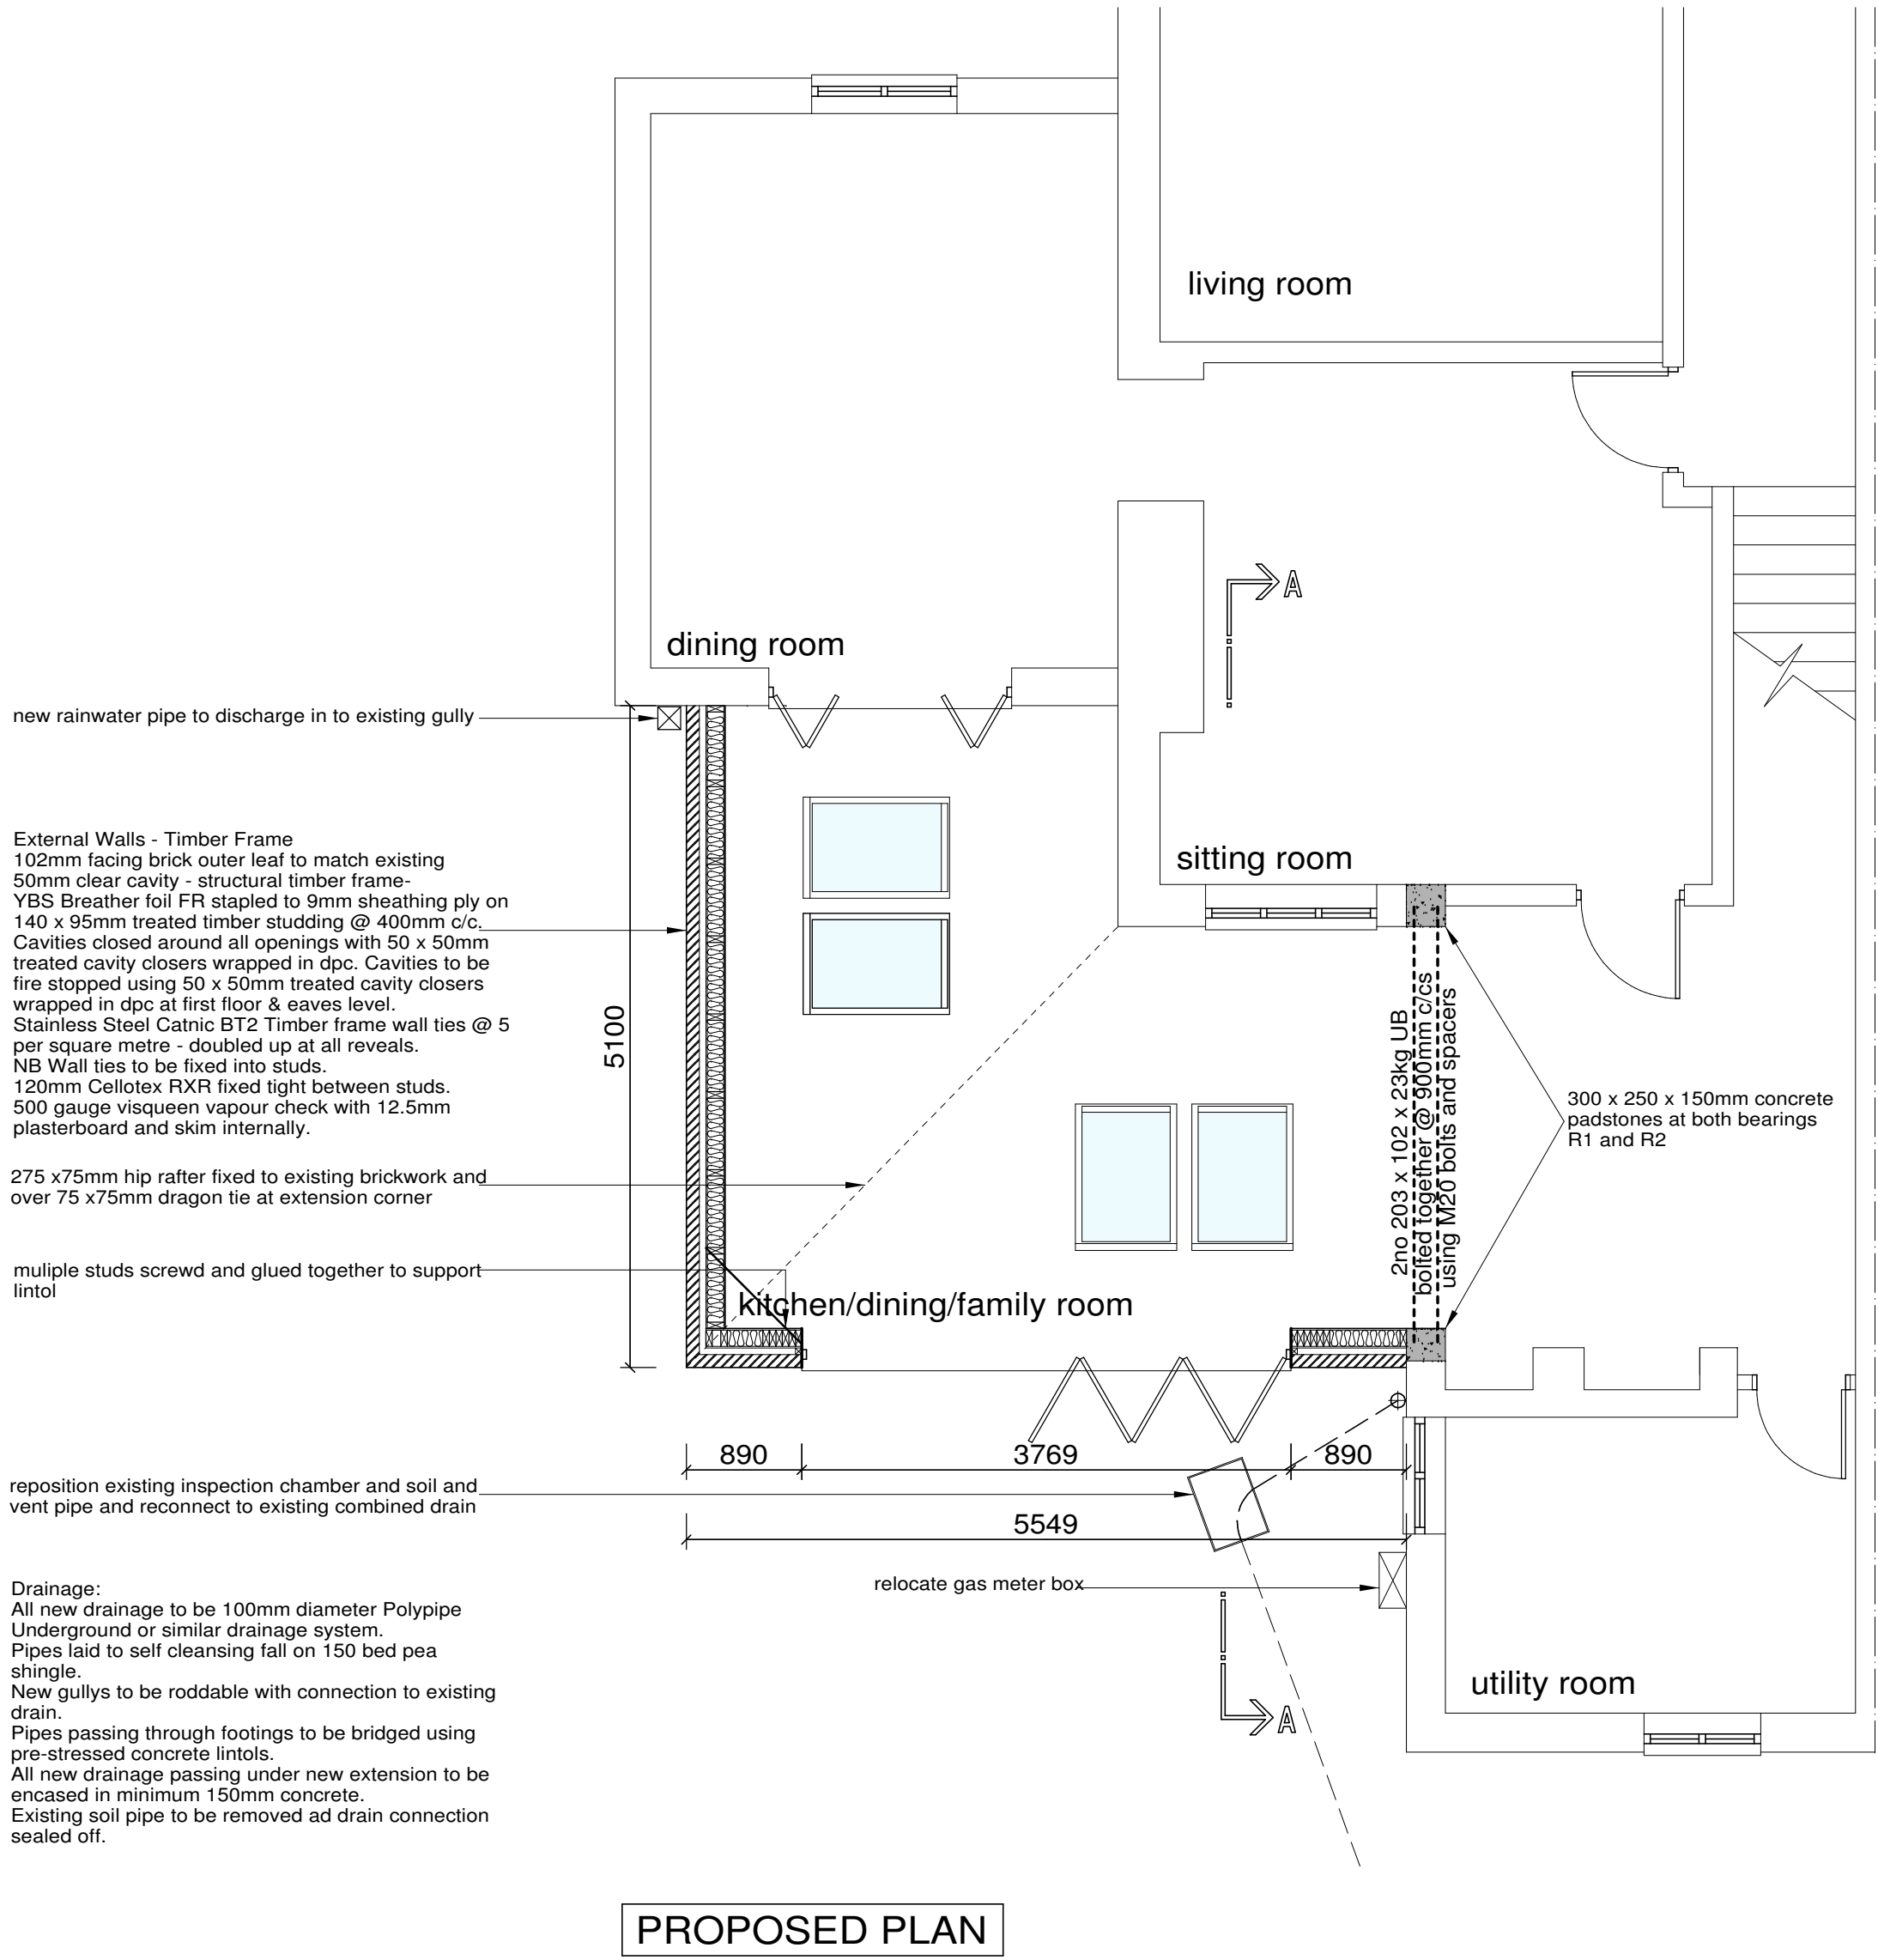 living room
A
dining room
new rainwater pipe to discharge in to existing gully
External Walls - Timber Frame
102mm facing brick outer leaf to match existing
50mm clear cavity - structural timber frame-
YBS Breather foil FR stapled to 9mm sheathing ply on
140 x 95mm treated timber studding @ 400mm c/c.
Cavities closed around all openings with 50 x 50mm
treated cavity closers wrapped in dpc. Cavities to be
fire stopped using 50 x 50mm treated cavity closers
wrapped in dpc at first floor & eaves level.
Stainless Steel Catnic BT2 Timber frame wall ties @ 5
per square metre - doubled up at all reveals.
NB Wall ties to be fixed into studs.
120mm Cellotex RXR fixed tight between studs.
500 gauge visqueen vapour check with 12.5mm
plasterboard and skim internally.
sitting room
5100
2no 203 x 102 x 23kg UB
bolted together @ 900mm c/cs
using M20 bolts and spacers
300 x 250 x 150mm concrete
padstones at both bearings
R1 and R2
275 x75mm hip rafter fixed to existing brickwork and
over 75 x75mm dragon tie at extension corner
muliple studs screwd and glued together to support
lintol
kitchen/dining/family room
890
3769
890
reposition existing inspection chamber and soil and
vent pipe and reconnect to existing combined drain
5549
relocate gas meter box
Drainage:
All new drainage to be 100mm diameter Polypipe
Underground or similar drainage system.
Pipes laid to self cleansing fall on 150 bed pea
shingle.
New gullys to be roddable with connection to existing
drain.
Pipes passing through footings to be bridged using
pre-stressed concrete lintols.
All new drainage passing under new extension to be
encased in minimum 150mm concrete.
Existing soil pipe to be removed ad drain connection
sealed off.
utility room
A
PROPOSED PLAN